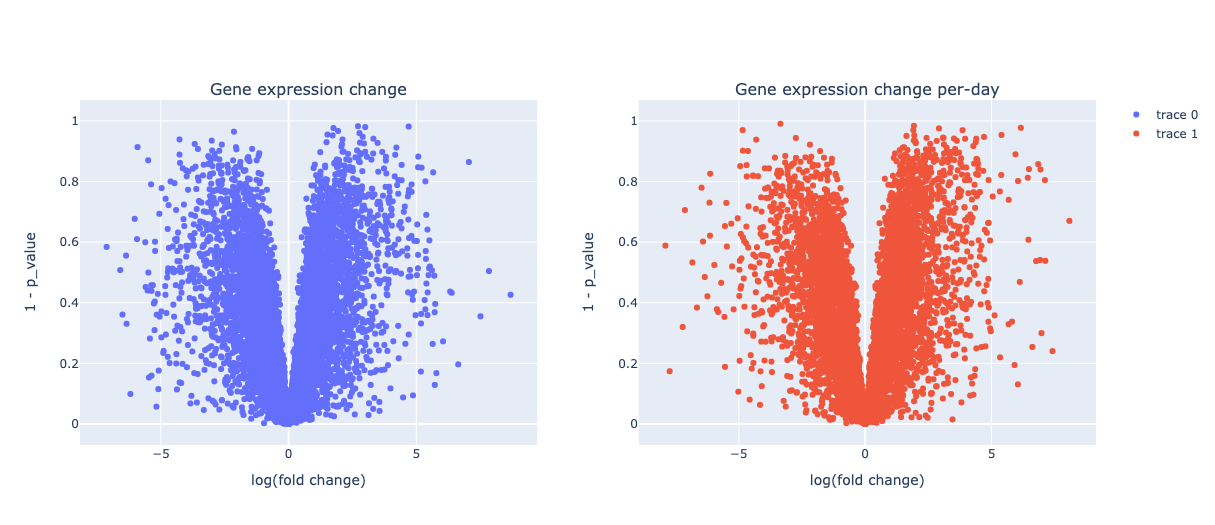 Gene expression change
Gene expression change per-day
1
0.8
0.6
0.4
0.2
0
−5
0
5
log(fold change)
1 - p_value
1
0.8
0.6
0.4
0.2
0
−5
0
5
log(fold change)
1 - p_value
trace 0
trace 1